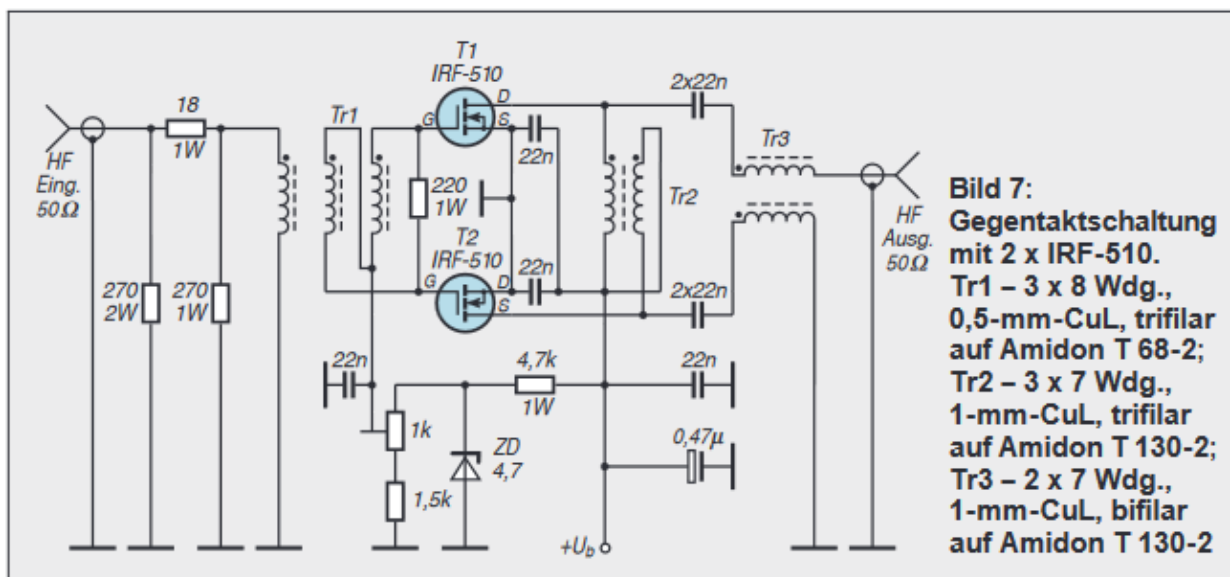 T1
IRF-510
18
1W
Tr1
G
D
S
22n
2x22n
Tr3
HF
Eing.
50Ω
220
1W
T2
IRF-510
Tr2
HF
Ausg.
50Ω
270
2W
270
1W
G
D
S
22n
2x22n
22n
4,7k
1W
22n
1k
ZD
4,7
0,47µ
1,5k
+Ub
Bild 7:
Gegentaktschaltung
mit 2 x IRF-510.
Tr1 – 3 x 8 Wdg.,
0,5-mm-CuL, trifilar
auf Amidon T 68-2;
Tr2 – 3 x 7 Wdg.,
1-mm-CuL, trifilar
auf Amidon T 130-2;
Tr3 – 2 x 7 Wdg.,
1-mm-CuL, bifilar
auf Amidon T 130-2